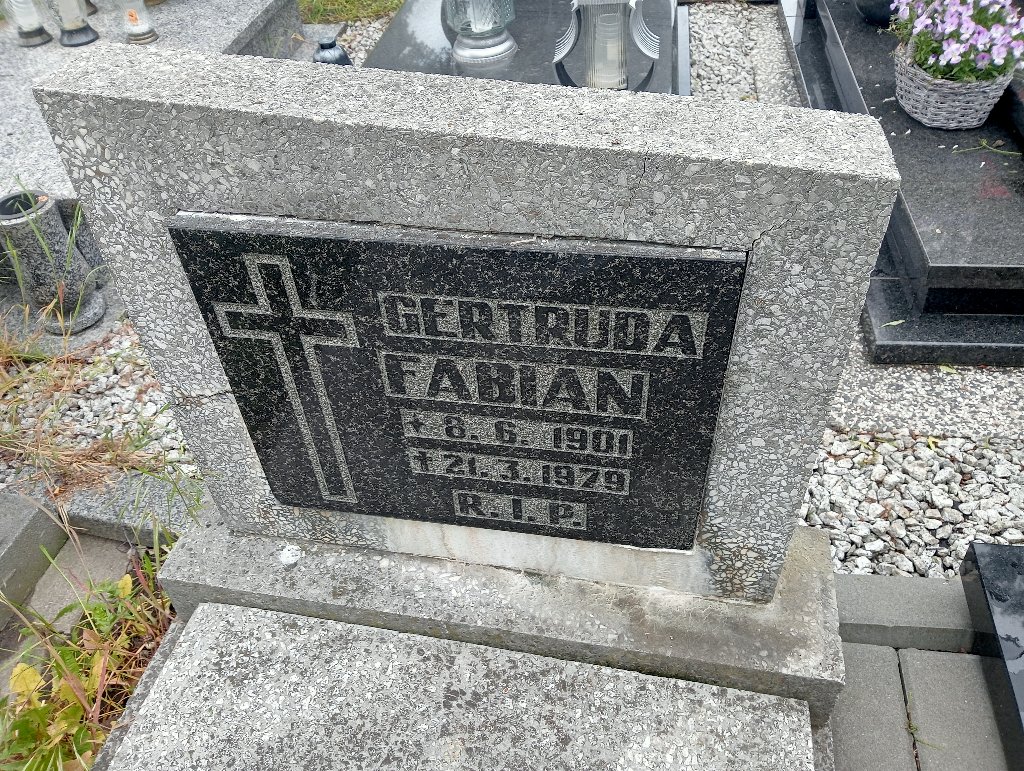 GERTRUDA
FABIAN
+ 8. 6. 1901
† 21. 3. 1979
R. I. P.